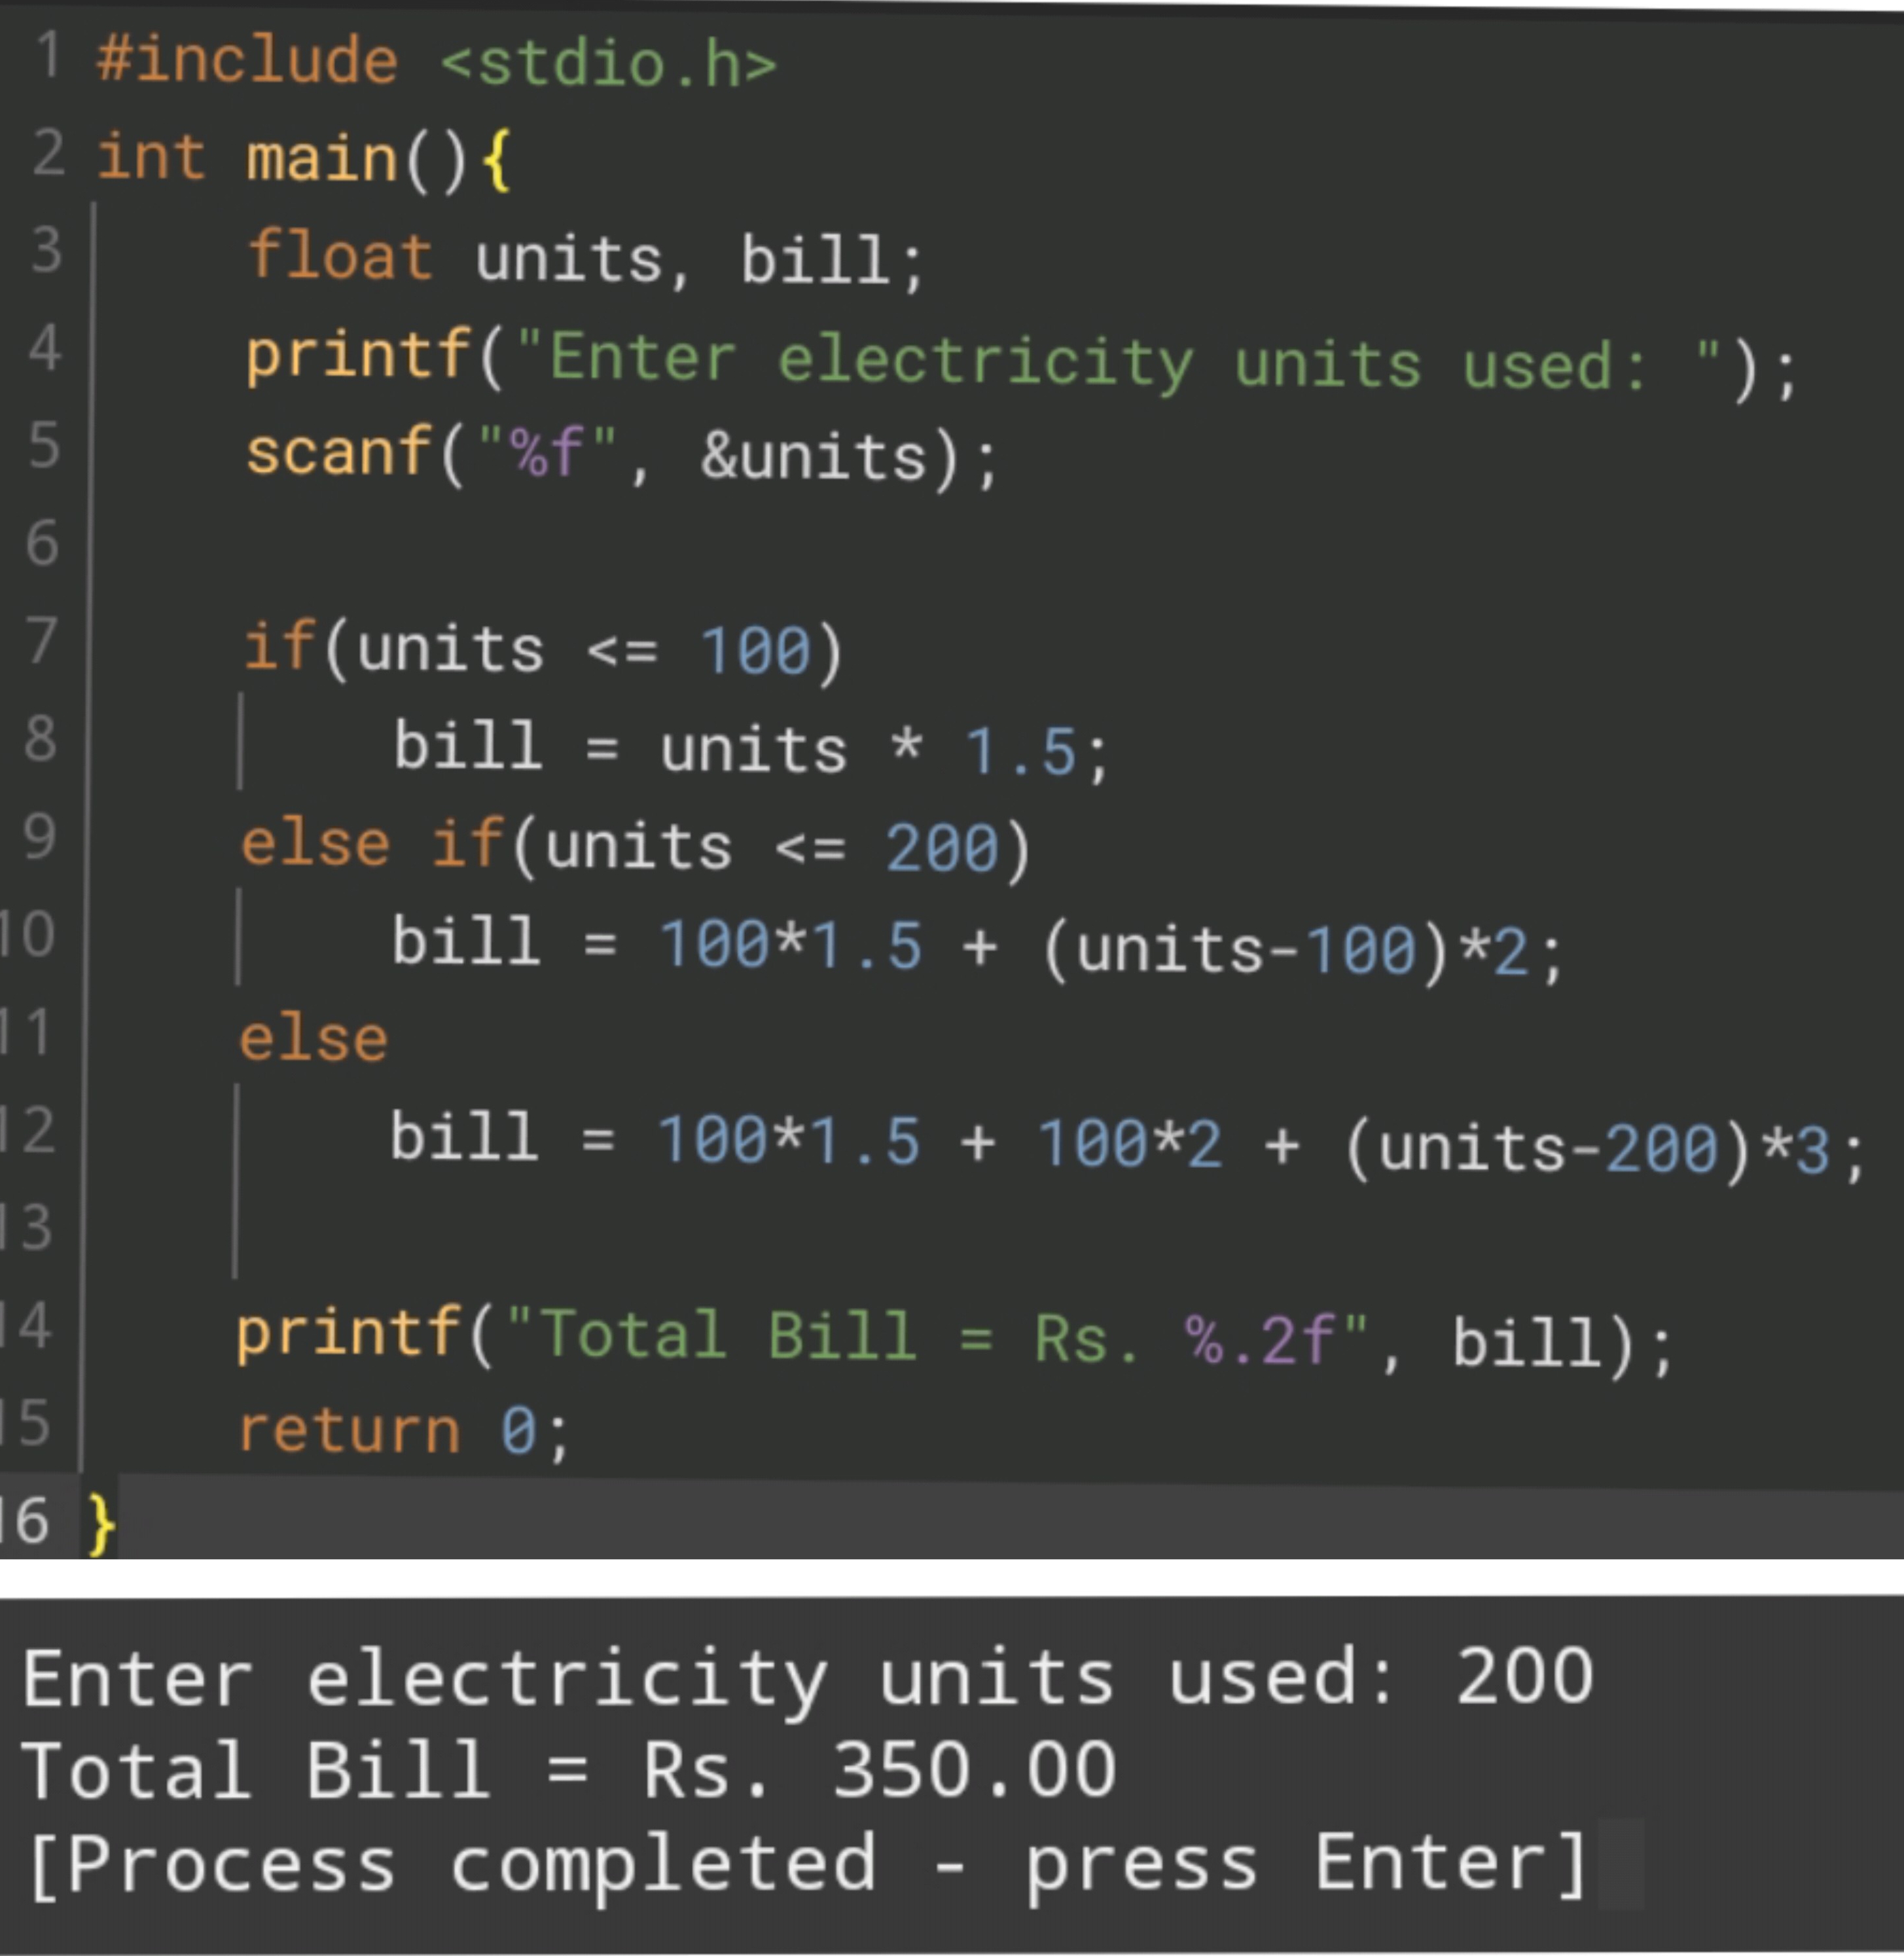 1 #include <stdio.h>
2 int main(){
3 float units, bill;
4 printf("Enter electricity units used: ");
5 scanf("%f", &units);
6
7 if(units <= 100)
8 bill = units * 1.5;
9 else if(units <= 200)
10 bill = 100*1.5 + (units-100)*2;
11 else
12 bill = 100*1.5 + 100*2 + (units-200)*3;
13
14 printf("Total Bill = Rs. %.2f", bill);
15 return 0;
16 }
Enter electricity units used: 200
Total Bill = Rs. 350.00
[Process completed - press Enter]